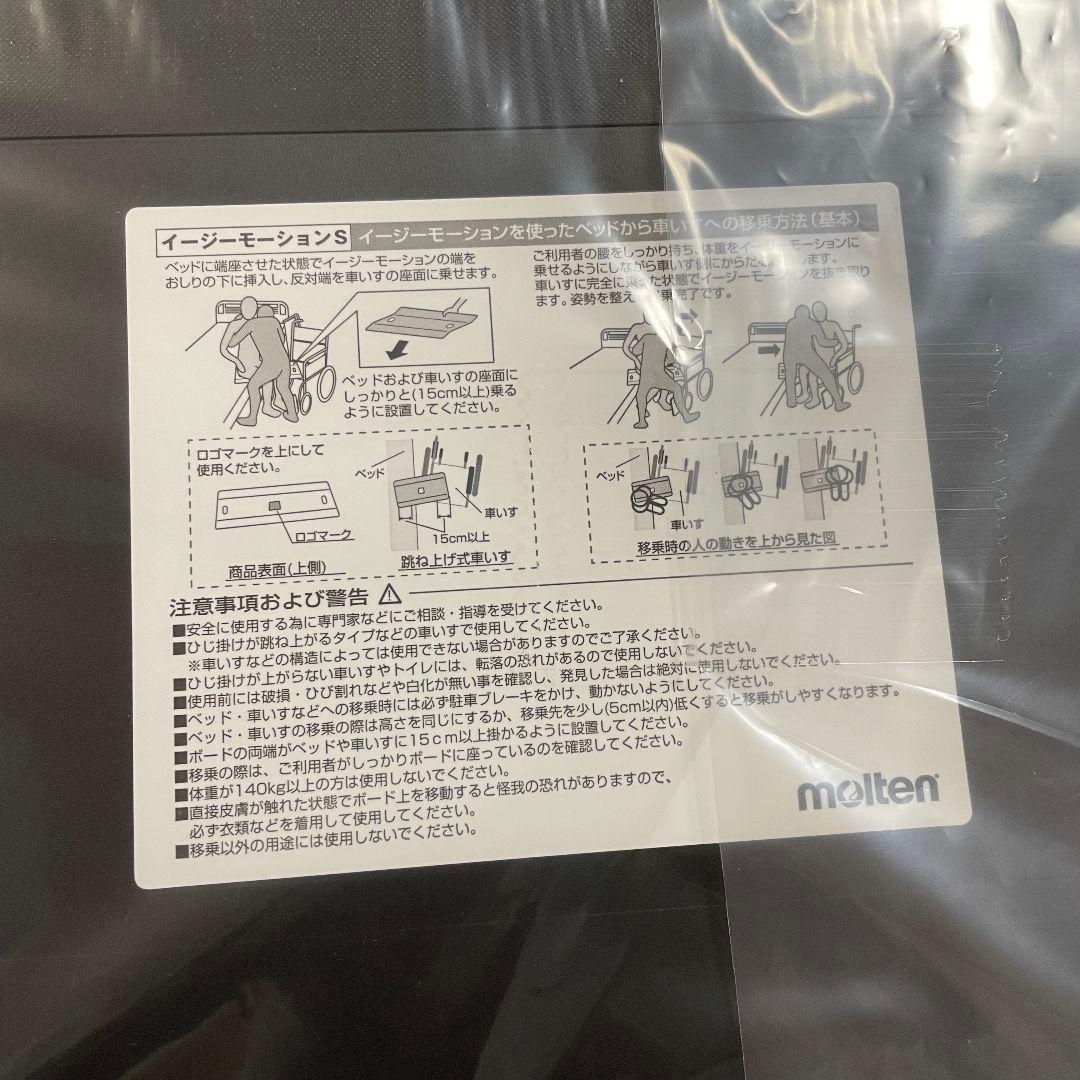 イージーモーションS イージーモーションを使ったベッドから車いすへの移乗方法(基本)
ベッドに端座させた状態でイージーモーションの端を
おしりの下に挿入し、反対端を車いすの座面に乗せます。
ベッドおよび車いすの座面に
しっかりと(15cm以上)乗る
ように設置してください。
ご利用者の腰をしっかり持ち、体重をイージーモーションに
乗せるようにしながら車いす側にからだ
します。
車いすに完全に乗った状態でイージーモーションを抜き取り
ます。姿勢を整え
乗完了です。
ロゴマークを上にして
使用ください。
ロゴマーク
商品表面(上側)
ベッド
車いす
15cm以上
跳ね上げ式車いす
ベッド
車いす
移乗時の人の動きを上から見た図
注意事項および警告
■安全に使用する為に専門家などにご相談・指導を受けてください。
■ひじ掛けが跳ね上がるタイプなどの車いすで使用してください。
※車いすなどの構造によっては使用できない場合がありますのでご了承ください。
■ひじ掛けが上がらない車いすやトイレには、転落の恐れがあるので使用しないでください。
■使用前には破損・ひび割れなどや白化が無い事を確認し、発見した場合は絶対に使用しないでください。
■ベッド・車いすなどへの移乗時には必ず駐車ブレーキをかけ、動かないようにしてください。
■ベッド・車いすの移乗の際は高さを同じにするか、移乗先を少し(5cm以内)低くすると移乗がしやすくなります。
■ボードの両端がベッドや車いすに15cm以上掛かるように設置してください。
■移乗の際は、ご利用者がしっかりボードに座っているのを確認してください。
■体重が140kg以上の方は使用しないでください。
■直接皮膚が触れた状態でボード上を移動すると怪我の恐れがありますので、
必ず衣類などを着用して使用してください。
■移乗以外の用途には使用しないでください。
molten